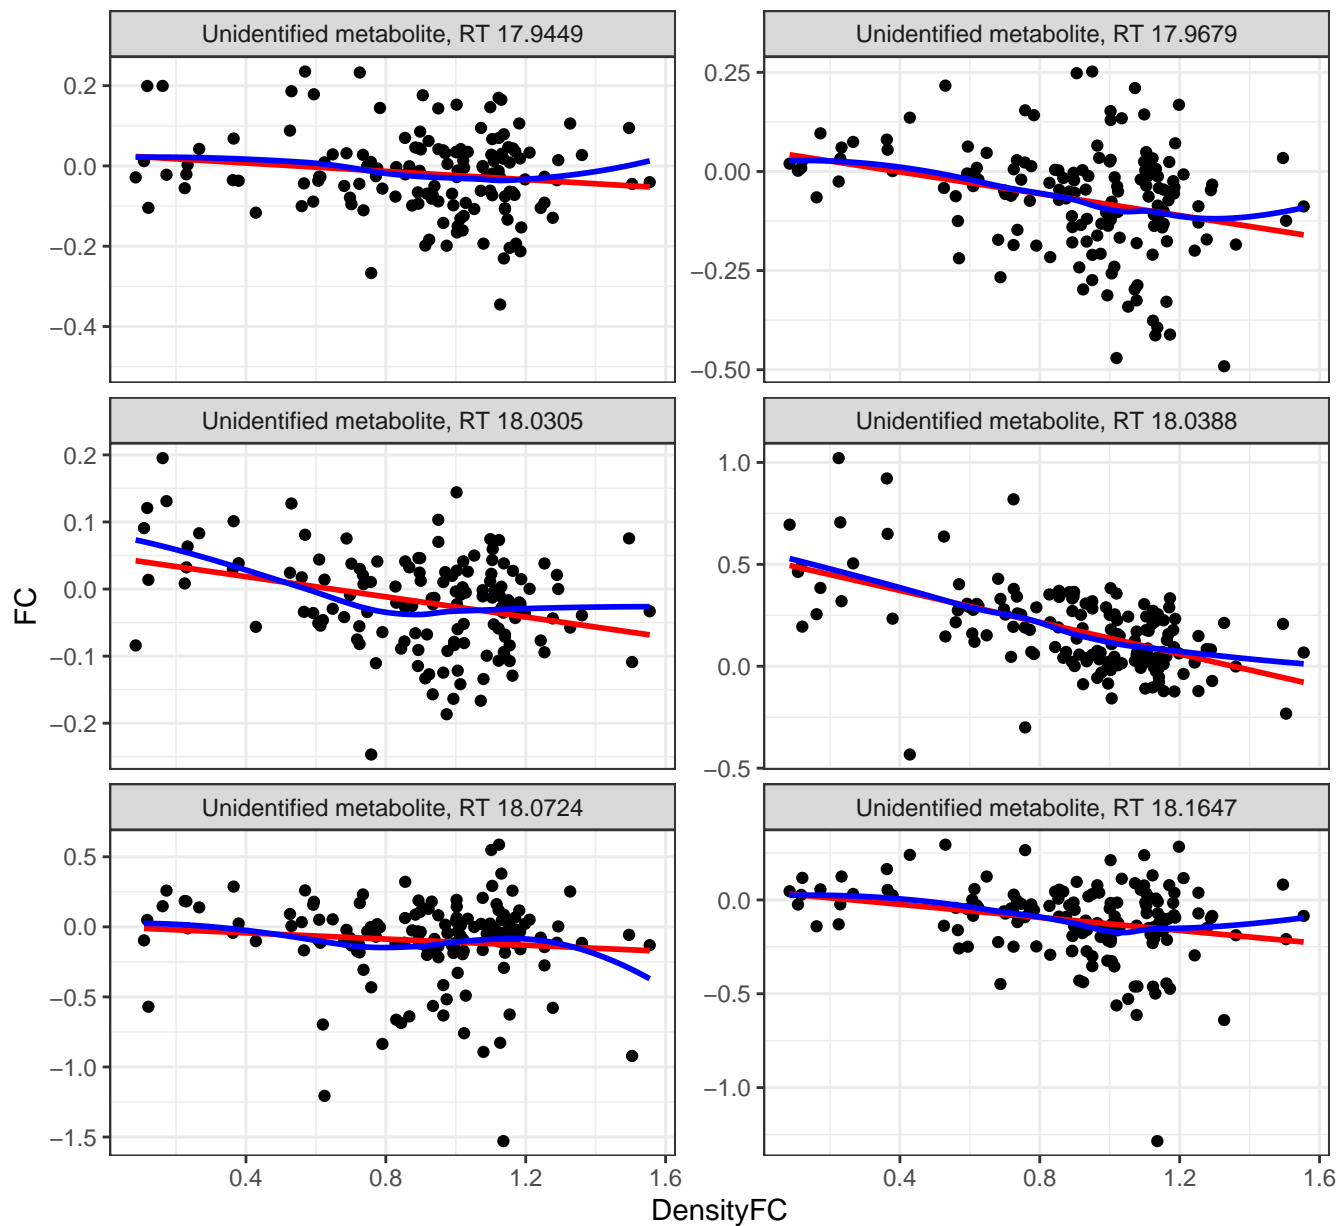 Unidentified metabolite, RT 17.9449
Unidentified metabolite, RT 17.9679
0.2
0.0
−0.2
−0.4
0.25
0.00
−0.25
−0.50
Unidentified metabolite, RT 18.0305
Unidentified metabolite, RT 18.0388
0.2
0.1
0.0
−0.1
−0.2
1.0
0.5
0.0
−0.5
FC
Unidentified metabolite, RT 18.0724
Unidentified metabolite, RT 18.1647
0.5
0.0
−0.5
−1.0
−1.5
0.0
−0.5
−1.0
0.4 0.8 1.2 1.6
0.4 0.8 1.2 1.6
DensityFC